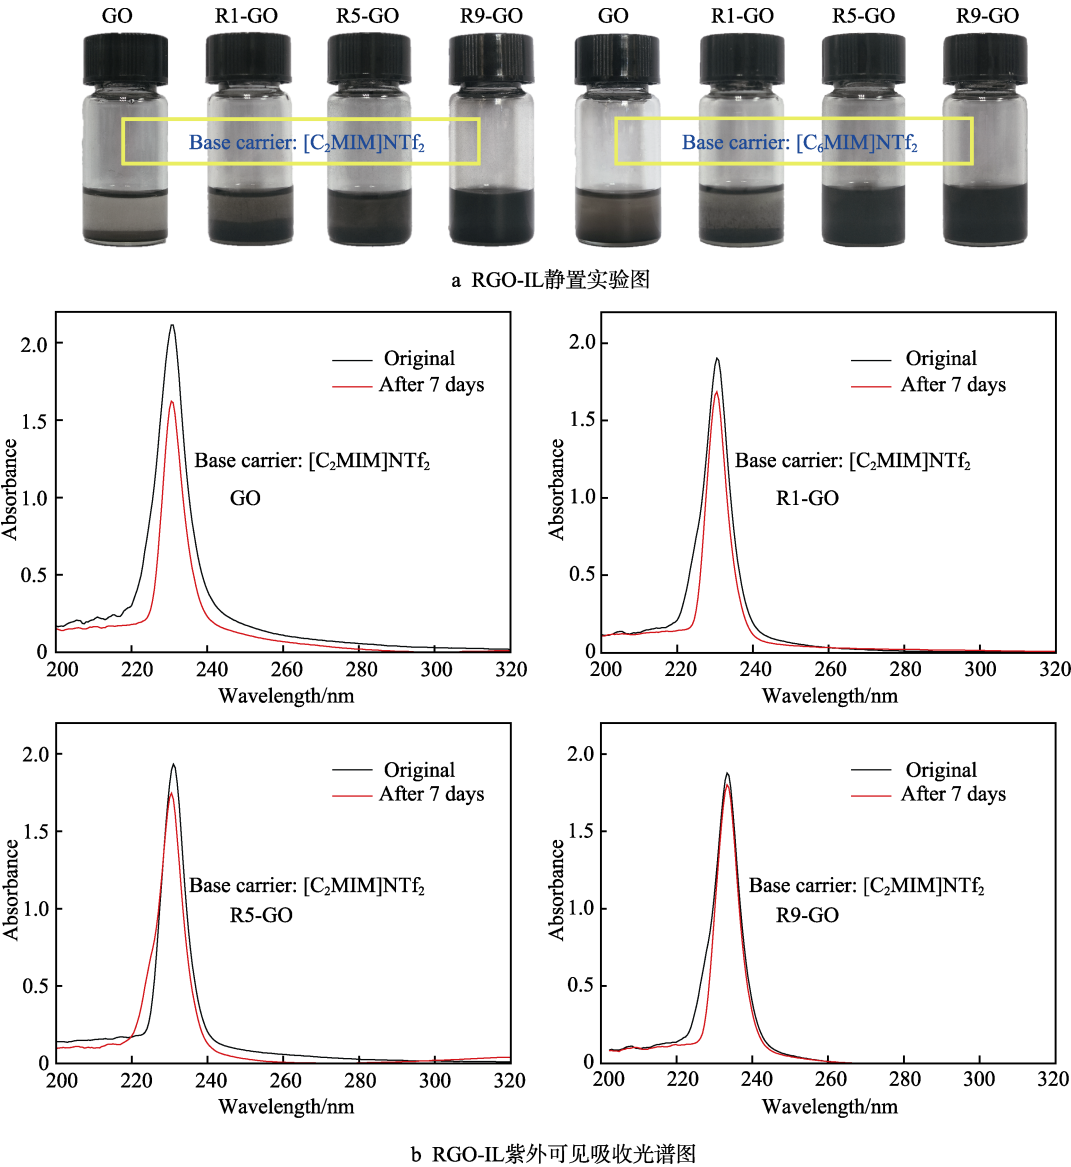 GO R1-GO R5-GO R9-GO GO R1-GO R5-GO R9-GO
Base carrier: [C₂MIM]NTf₂ Base carrier: [C₆MIM]NTf₂
a RGO-IL静置实验图
Absorbance
2.0
1.5
1.0
0.5
0
Original
After 7 days
Base carrier: [C₂MIM]NTf₂
GO
200 220 240 260 280 300 320
Wavelength/nm
Absorbance
2.0
1.5
1.0
0.5
0
Original
After 7 days
Base carrier: [C₂MIM]NTf₂
R1-GO
200 220 240 260 280 300 320
Wavelength/nm
Absorbance
2.0
1.5
1.0
0.5
0
Original
After 7 days
Base carrier: [C₂MIM]NTf₂
R5-GO
200 220 240 260 280 300 320
Wavelength/nm
Absorbance
2.0
1.5
1.0
0.5
0
Original
After 7 days
Base carrier: [C₂MIM]NTf₂
R9-GO
200 220 240 260 280 300 320
Wavelength/nm
b RGO-IL紫外可见吸收光谱图